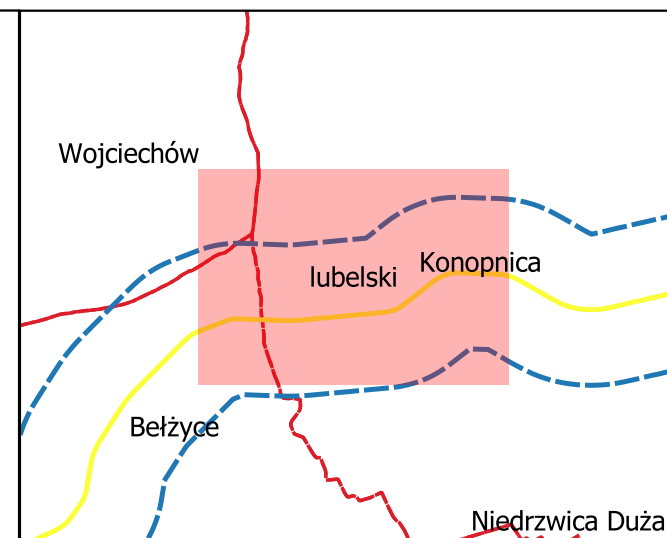 Wojciechów
Konopnica
lubelski
Bełżyce
Niedrzwica Duża